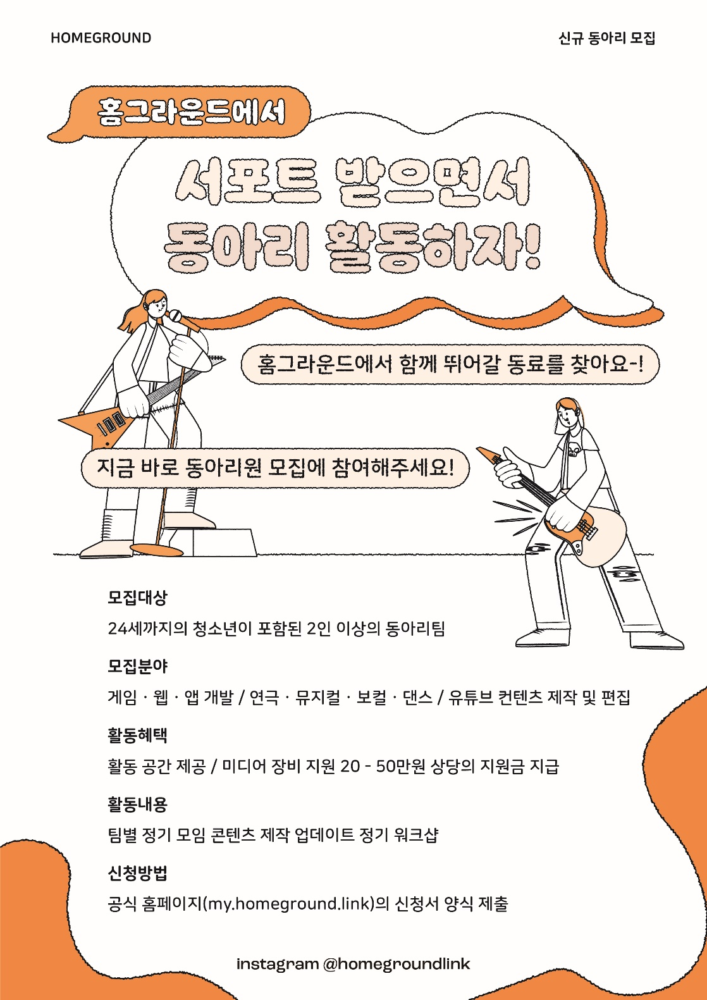 HOMEGROUND
신규 동아리 모집
홈그라운드에서
서포트 받으면서
동아리 활동하자!
홈그라운드에서 함께 뛰어갈 동료를 찾아요-!
지금 바로 동아리원 모집에 참여해주세요!
모집대상
24세까지의 청소년이 포함된 2인 이상의 동아리팀
모집분야
게임 · 웹 · 앱 개발 / 연극 · 뮤지컬 · 보컬 · 댄스 / 유튜브 컨텐츠 제작 및 편집
활동혜택
활동 공간 제공 / 미디어 장비 지원 20 - 50만원 상당의 지원금 지급
활동내용
팀별 정기 모임 콘텐츠 제작 업데이트 정기 워크샵
신청방법
공식 홈페이지(my.homeground.link)의 신청서 양식 제출
instagram @homegroundlink